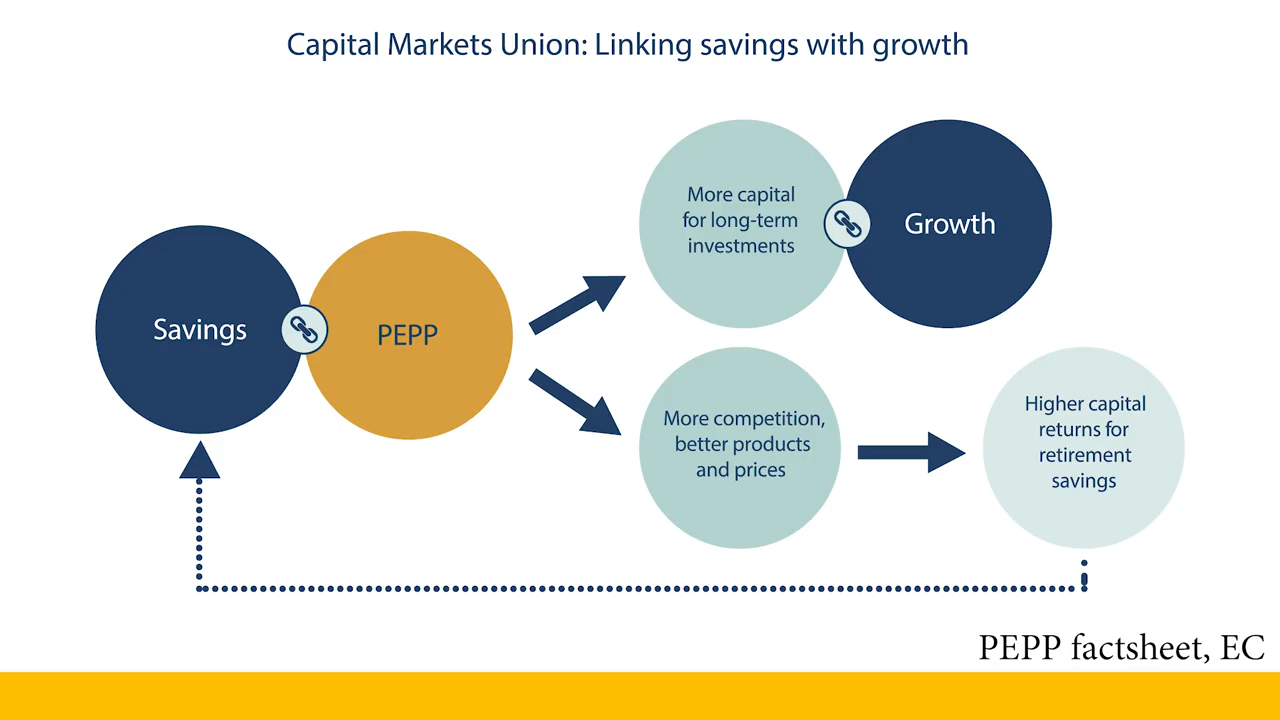 Capital Markets Union: Linking savings with growth
Savings
PEPP
More capital
for long-term
investments
Growth
More competition,
better products
and prices
Higher capital
returns for
retirement
savings
PEPP factsheet, EC